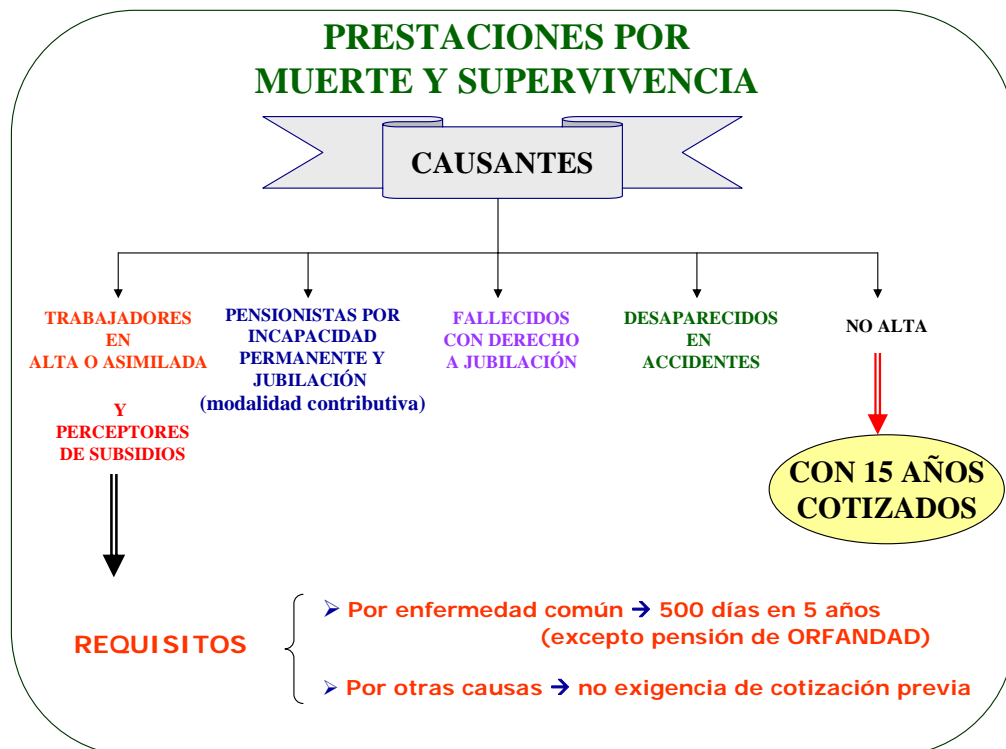 PRESTACIONES POR
MUERTE Y SUPERVIVENCIA
CAUSANTES
TRABAJADORES
EN
ALTA O ASIMILADA
Y
PERCEPTORES
DE SUBSIDIOS
PENSIONISTAS POR
INCAPACIDAD
PERMANENTE Y
JUBILACIÓN
(modalidad contributiva)
FALLECIDOS
CON DERECHO
A JUBILACIÓN
DESAPARECIDOS
EN
ACCIDENTES
NO ALTA
CON 15 AÑOS
COTIZADOS
REQUISITOS
➢ Por enfermedad común → 500 días en 5 años
(excepto pensión de ORFANDAD)
➢ Por otras causas → no exigencia de cotización previa